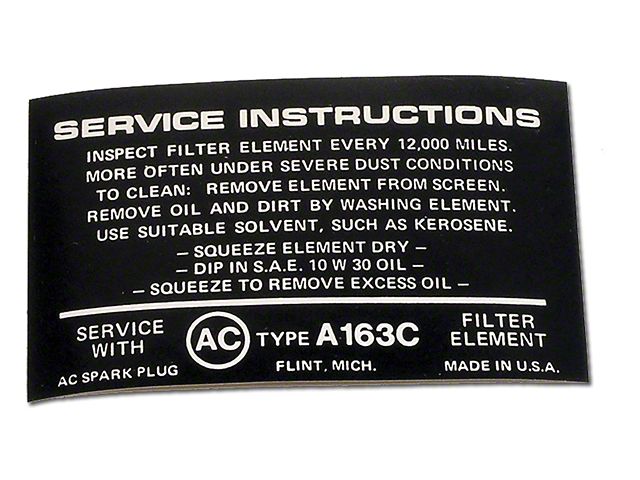 SERVICE INSTRUCTIONS
INSPECT FILTER ELEMENT EVERY 12,000 MILES.
MORE OFTEN UNDER SEVERE DUST CONDITIONS
TO CLEAN: REMOVE ELEMENT FROM SCREEN.
REMOVE OIL AND DIRT BY WASHING ELEMENT.
USE SUITABLE SOLVENT, SUCH AS KEROSENE.
– SQUEEZE ELEMENT DRY –
– DIP IN S.A.E. 10 W 30 OIL –
– SQUEEZE TO REMOVE EXCESS OIL –
SERVICE
WITH
AC SPARK PLUG
AC TYPE A163C
FLINT, MICH.
FILTER
ELEMENT
MADE IN U.S.A.